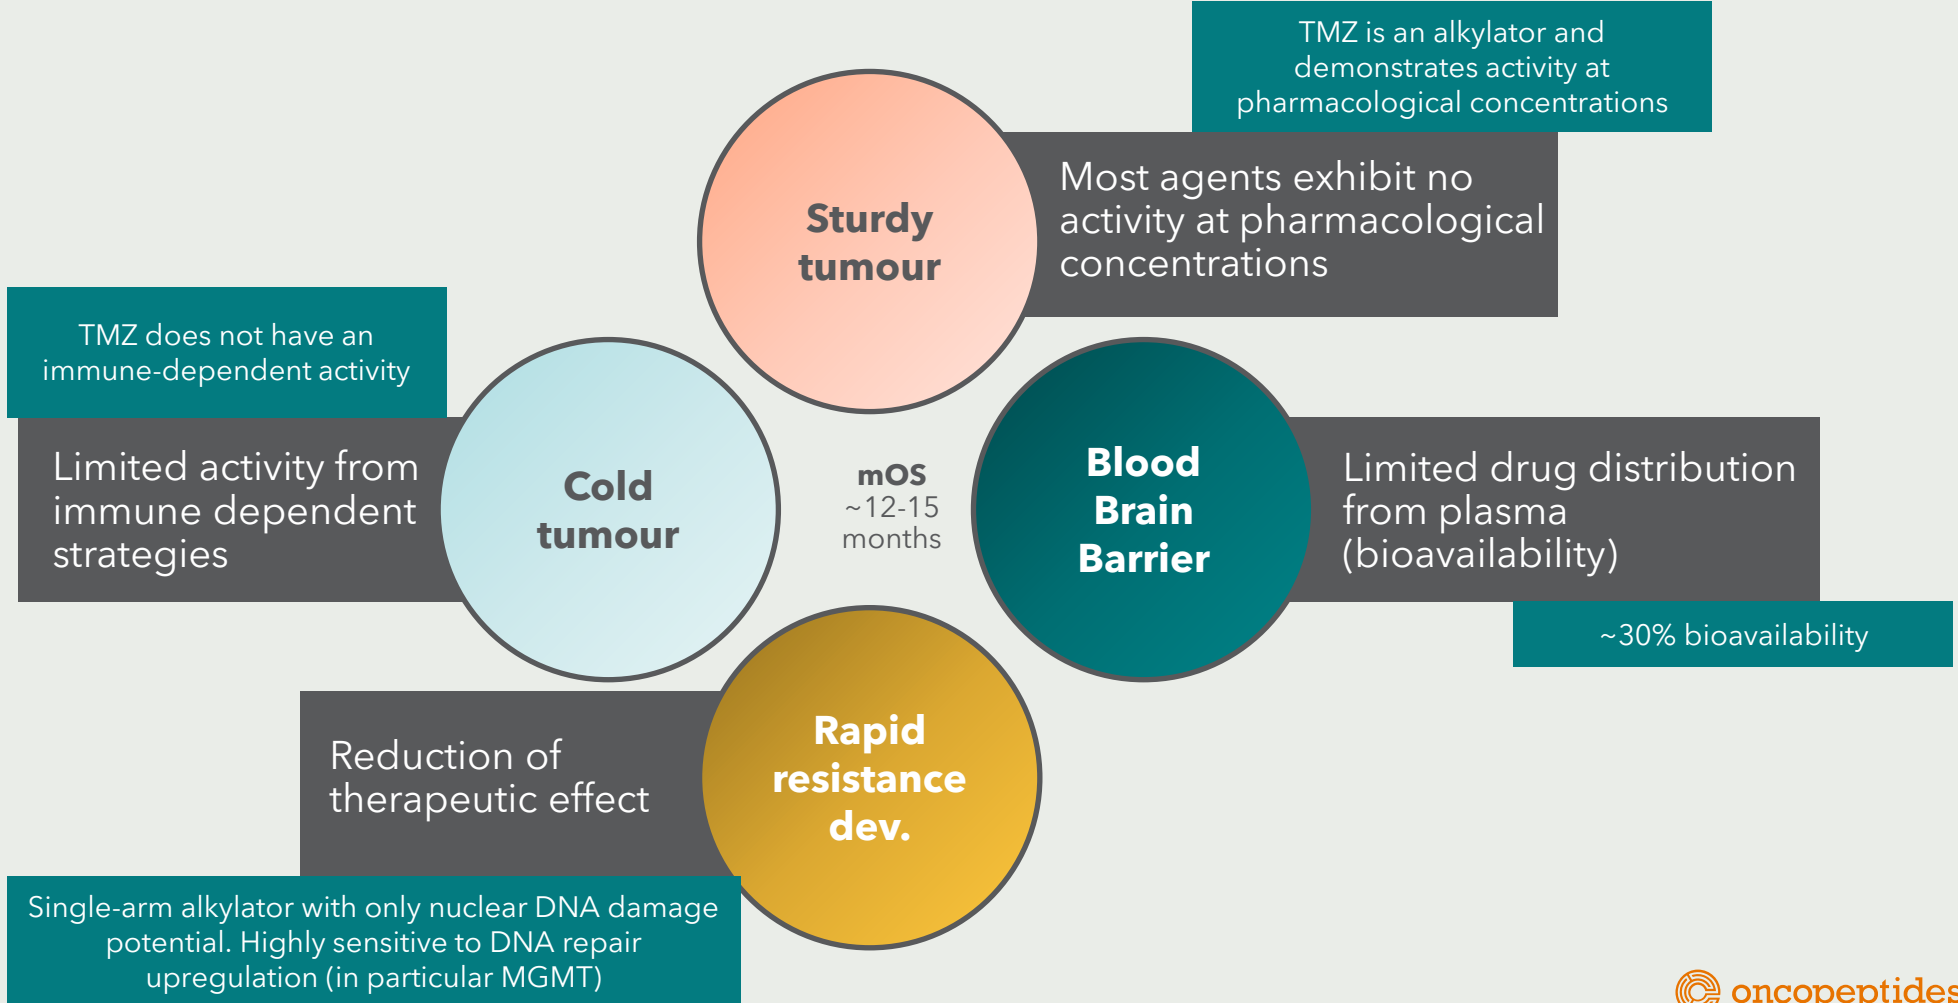 TMZ is an alkylator and
demonstrates activity at
pharmacological concentrations
Sturdy
tumour
Most agents exhibit no
activity at pharmacological
concentrations
TMZ does not have an
immune-dependent activity
Limited activity from
immune dependent
strategies
Cold
tumour
mOS
~12-15
months
Blood
Brain
Barrier
Limited drug distribution
from plasma
(bioavailability)
~30% bioavailability
Reduction of
therapeutic effect
Rapid
resistance
dev.
Single-arm alkylator with only nuclear DNA damage
potential. Highly sensitive to DNA repair
upregulation (in particular MGMT)
oncopeptides